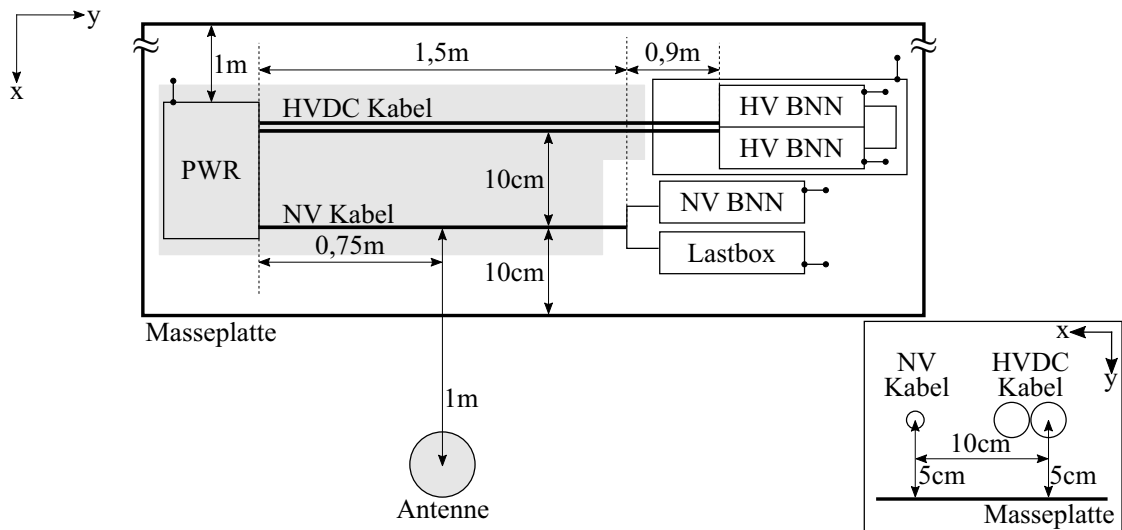 y
x
1m
1,5m
0,9m
HVDC Kabel
HV BNN
HV BNN
PWR
10cm
NV BNN
NV Kabel
0,75m
Lastbox
10cm
Masseplatte
1m
Antenne
x
y
NV
Kabel
HVDC
Kabel
10cm
5cm
5cm
Masseplatte